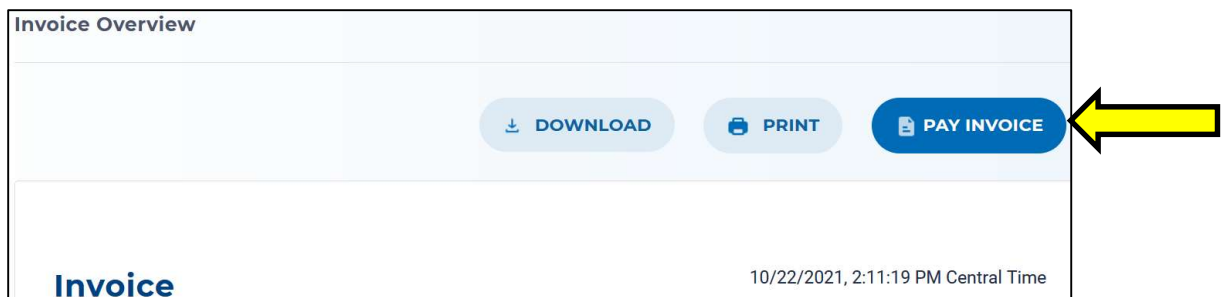 Invoice Overview
DOWNLOAD PRINT PAY INVOICE
Invoice
10/22/2021, 2:11:19 PM Central Time